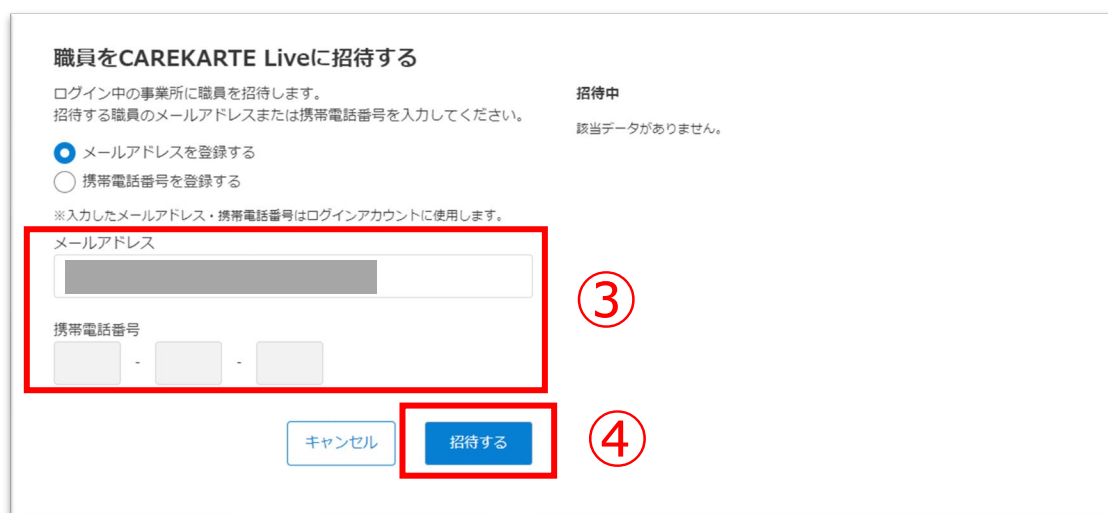 職員をCAREKARTE Liveに招待する
ログイン中の事業所に職員を招待します。
招待する職員のメールアドレスまたは携帯電話番号を入力してください。
メールアドレスを登録する
携帯電話番号を登録する
※入力したメールアドレス・携帯電話番号はログインアカウントに使用します。
メールアドレス
③
携帯電話番号
- -
キャンセル
招待する
④
招待中
該当データがありません。